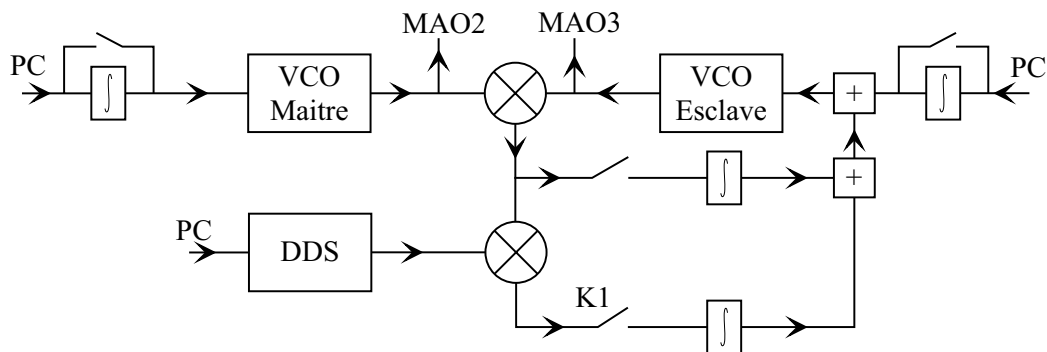 MAO2
MAO3
PC
∫
VCO
Maitre
VCO
Esclave
+
∫
PC
∫
+
PC
DDS
K1
∫